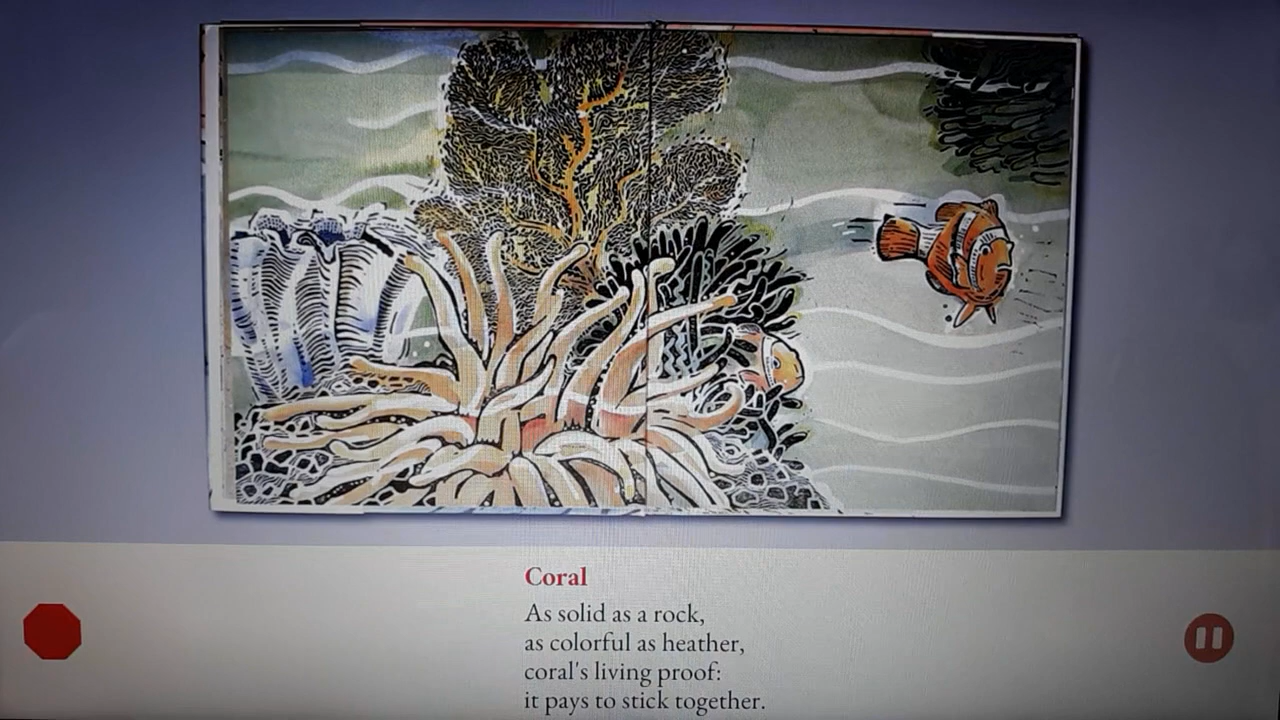 Coral
As solid as a rock,
as colorful as heather,
coral's living proof:
it pays to stick together.